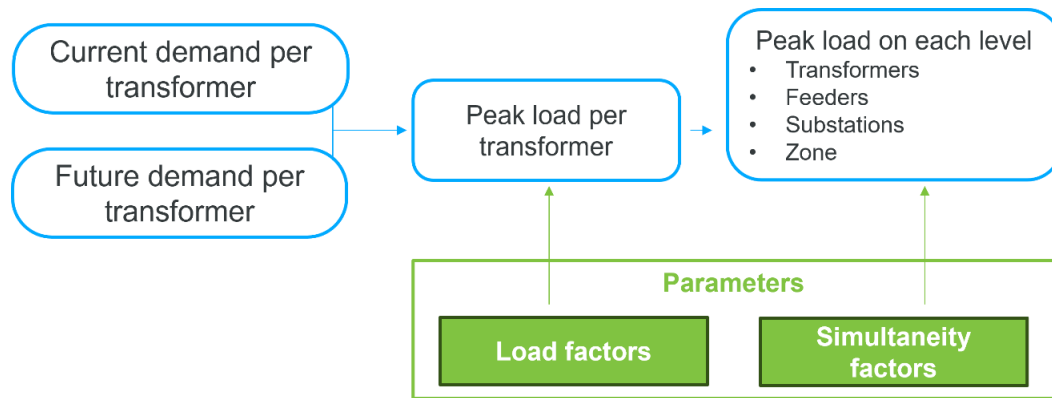 Current demand per
transformer
Future demand per
transformer
Peak load per
transformer
Peak load on each level
• Transformers
• Feeders
• Substations
• Zone
Parameters
Load factors
Simultaneity
factors